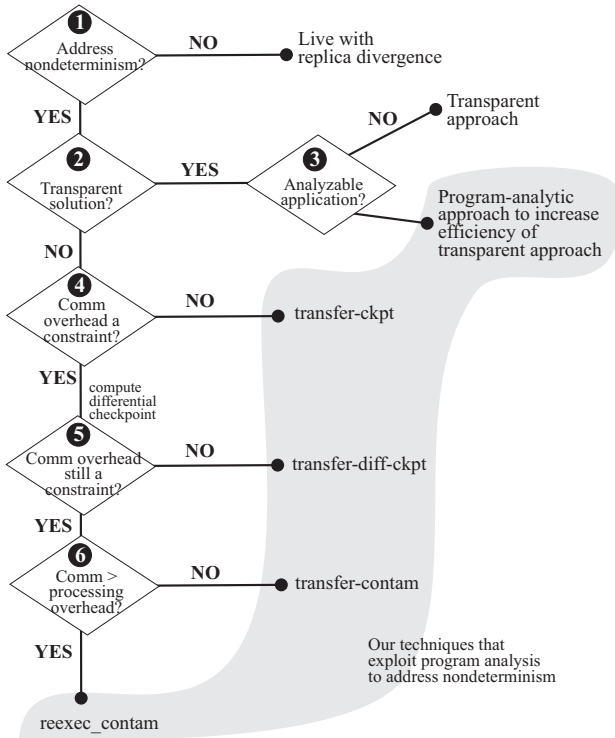 1
Address
nondeterminism?
NO
Live with
replica divergence
YES
NO
Transparent
approach
2
Transparent
solution?
YES
3
Analyzable
application?
Program-analytic
approach to increase
efficiency of
transparent approach
NO
4
Comm
overhead a
constraint?
NO
transfer-ckpt
YES
compute
differential
checkpoint
5
Comm overhead
still a
constraint?
NO
transfer-diff-ckpt
YES
6
Comm >
processing
overhead?
NO
transfer-contam
YES
Our techniques that
exploit program analysis
to address nondeterminism
reexec_contam